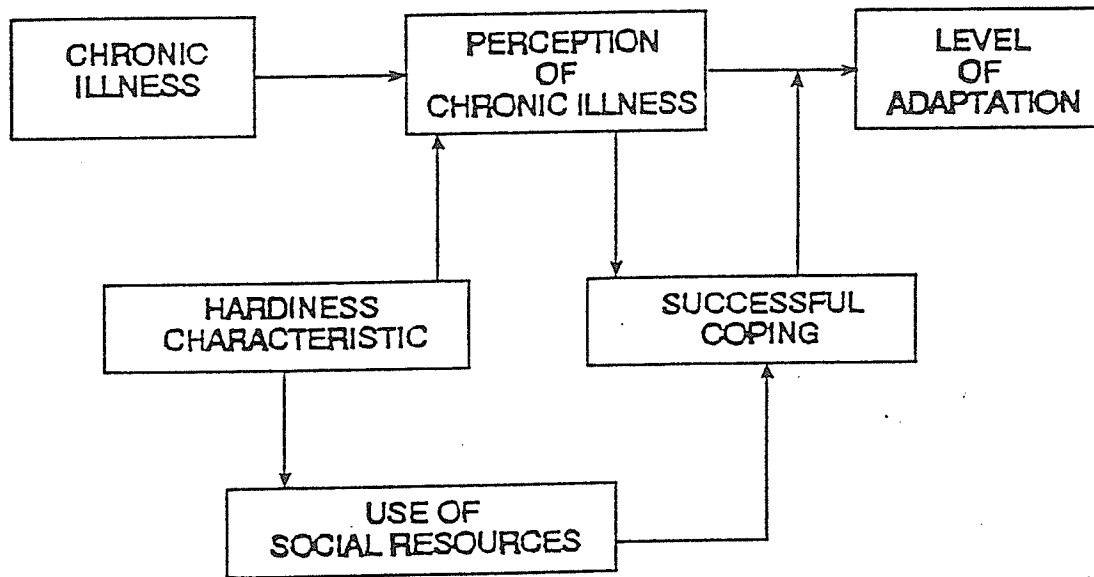 CHRONIC
ILLNESS
PERCEPTION
OF
CHRONIC ILLNESS
LEVEL
OF
ADAPTATION
HARDINESS
CHARACTERISTIC
SUCCESSFUL
COPING
USE OF
SOCIAL RESOURCES